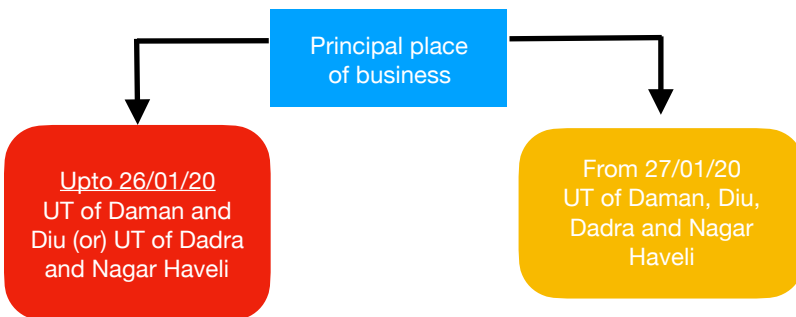 Principal place
of business
Upto 26/01/20
UT of Daman and
Diu (or) UT of Dadra
and Nagar Haveli
From 27/01/20
UT of Daman, Diu,
Dadra and Nagar
Haveli